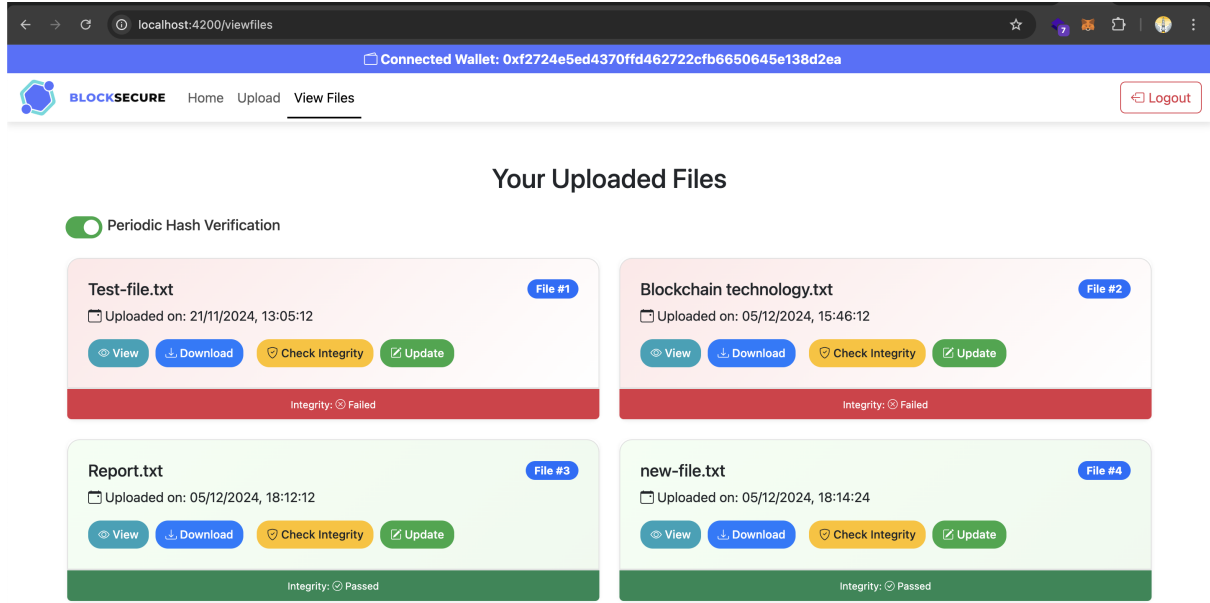 localhost:4200/viewfiles
7
Connected Wallet: 0xf2724e5ed4370ffd462722cfb6650645e138d2ea
BLOCKSECURE Home Upload View Files Logout
Your Uploaded Files
Periodic Hash Verification
Test-file.txt File #1
Uploaded on: 21/11/2024, 13:05:12
View Download Check Integrity Update
Integrity: Failed
Blockchain technology.txt File #2
Uploaded on: 05/12/2024, 15:46:12
View Download Check Integrity Update
Integrity: Failed
Report.txt File #3
Uploaded on: 05/12/2024, 18:12:12
View Download Check Integrity Update
Integrity: Passed
new-file.txt File #4
Uploaded on: 05/12/2024, 18:14:24
View Download Check Integrity Update
Integrity: Passed